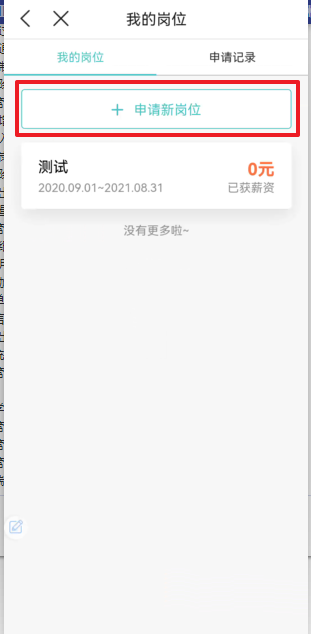 我的岗位
我的岗位 申请记录
+ 申请新岗位
测试 0元
2020.09.01~2021.08.31 已获薪资
没有更多啦~